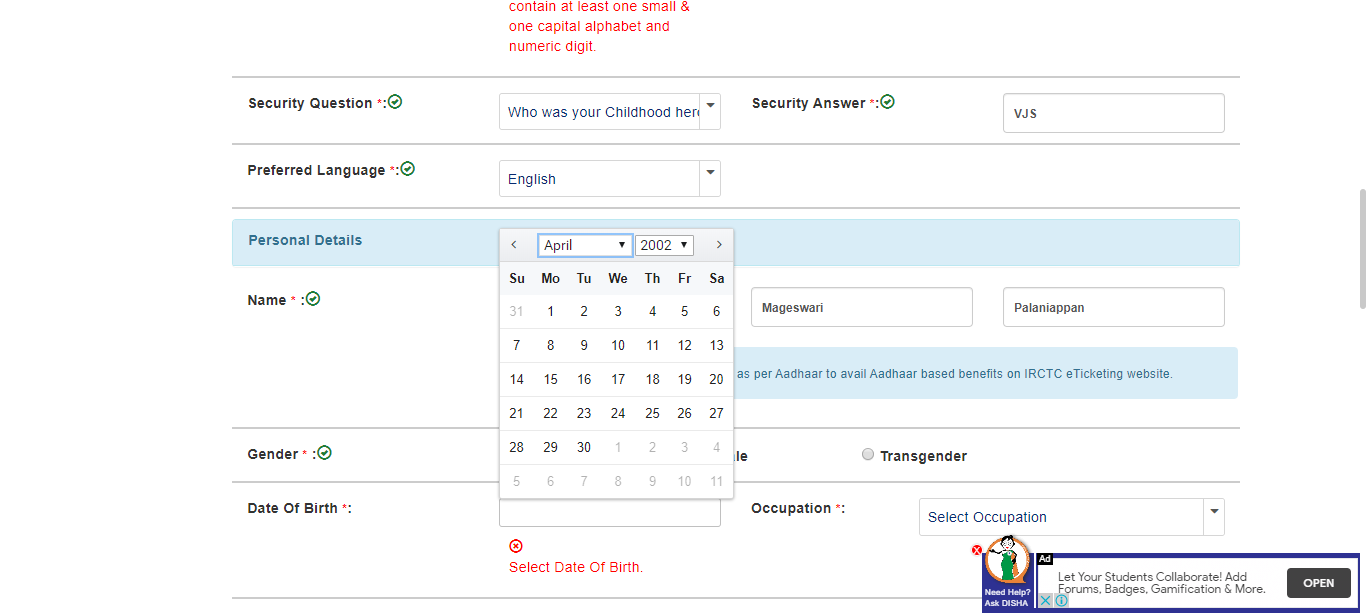 contain at least one small &
one capital alphabet and
numeric digit.
Security Question *:
Who was your Childhood hero
Security Answer *:
VJS
Preferred Language *:
English
Personal Details
April 2002
Su Mo Tu We Th Fr Sa
31 1 2 3 4 5 6
7 8 9 10 11 12 13
14 15 16 17 18 19 20
21 22 23 24 25 26 27
28 29 30 1 2 3 4
5 6 7 8 9 10 11
Name * :
Mageswari
Palaniappan
as per Aadhaar to avail Aadhaar based benefits on IRCTC eTicketing website.
Gender * :
le
Transgender
Date Of Birth *:
Select Date Of Birth.
Occupation *:
Select Occupation
Need Help?
Ask DISHA
Ad
Let Your Students Collaborate! Add
Forums, Badges, Gamification & More.
OPEN